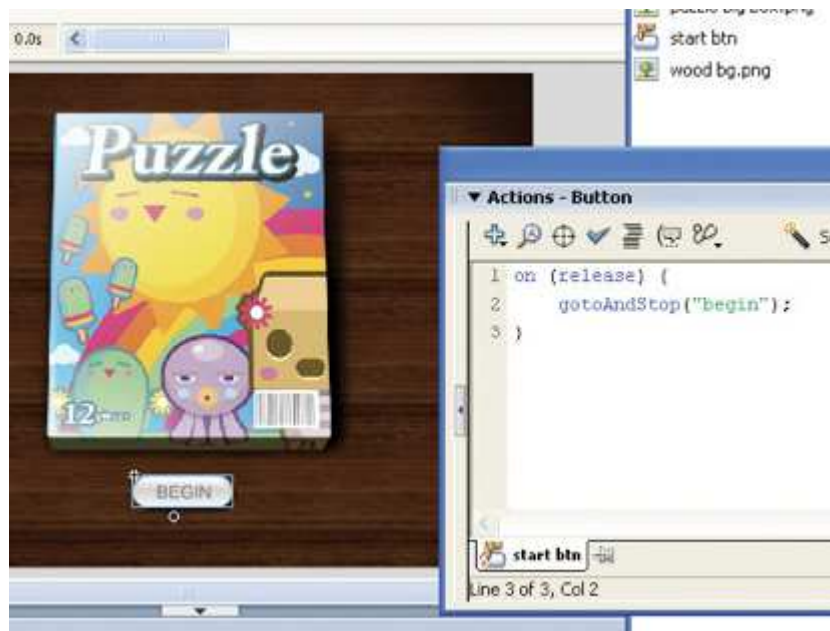 0.0s
start btn
wood bg.png
Puzzle
12
BEGIN
Actions - Button
1 on (release) {
2 gotoAndStop("begin");
3 }
start btn
Line 3 of 3, Col 2